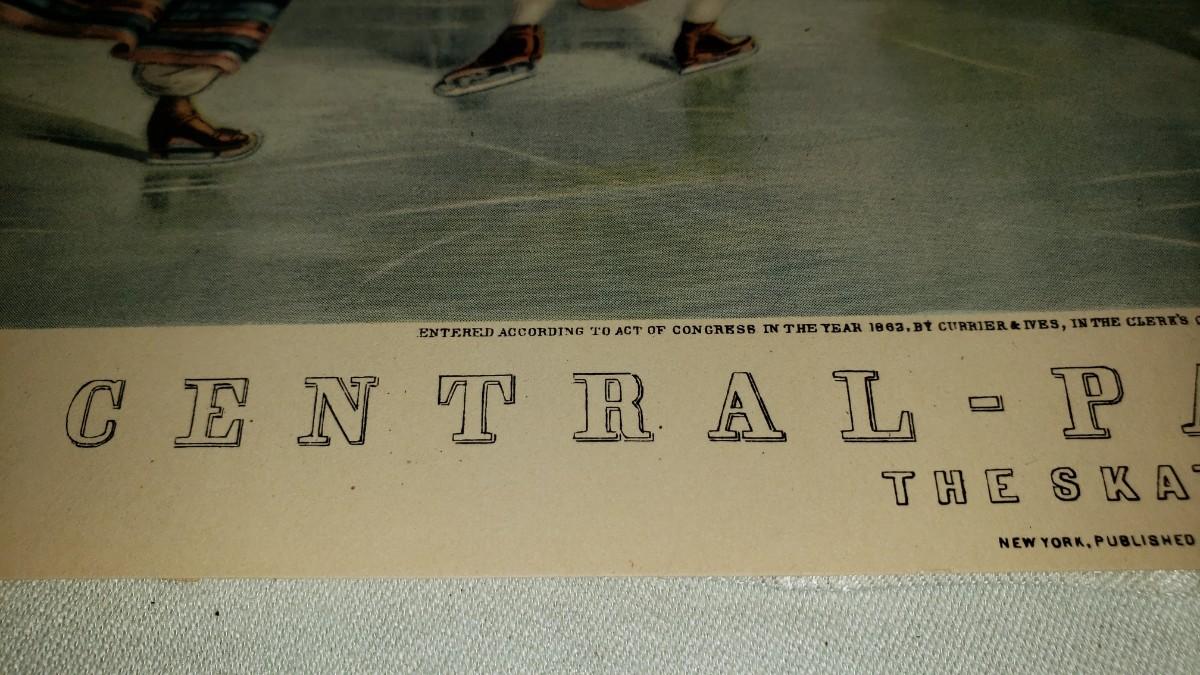 ENTERED ACCORDING TO ACT OF CONGRESS IN THE YEAR 1862, BY CURRIER & IVES, IN THE CLERK'S
CENTRAL-P
THE SKAT
NEW YORK, PUBLISHED